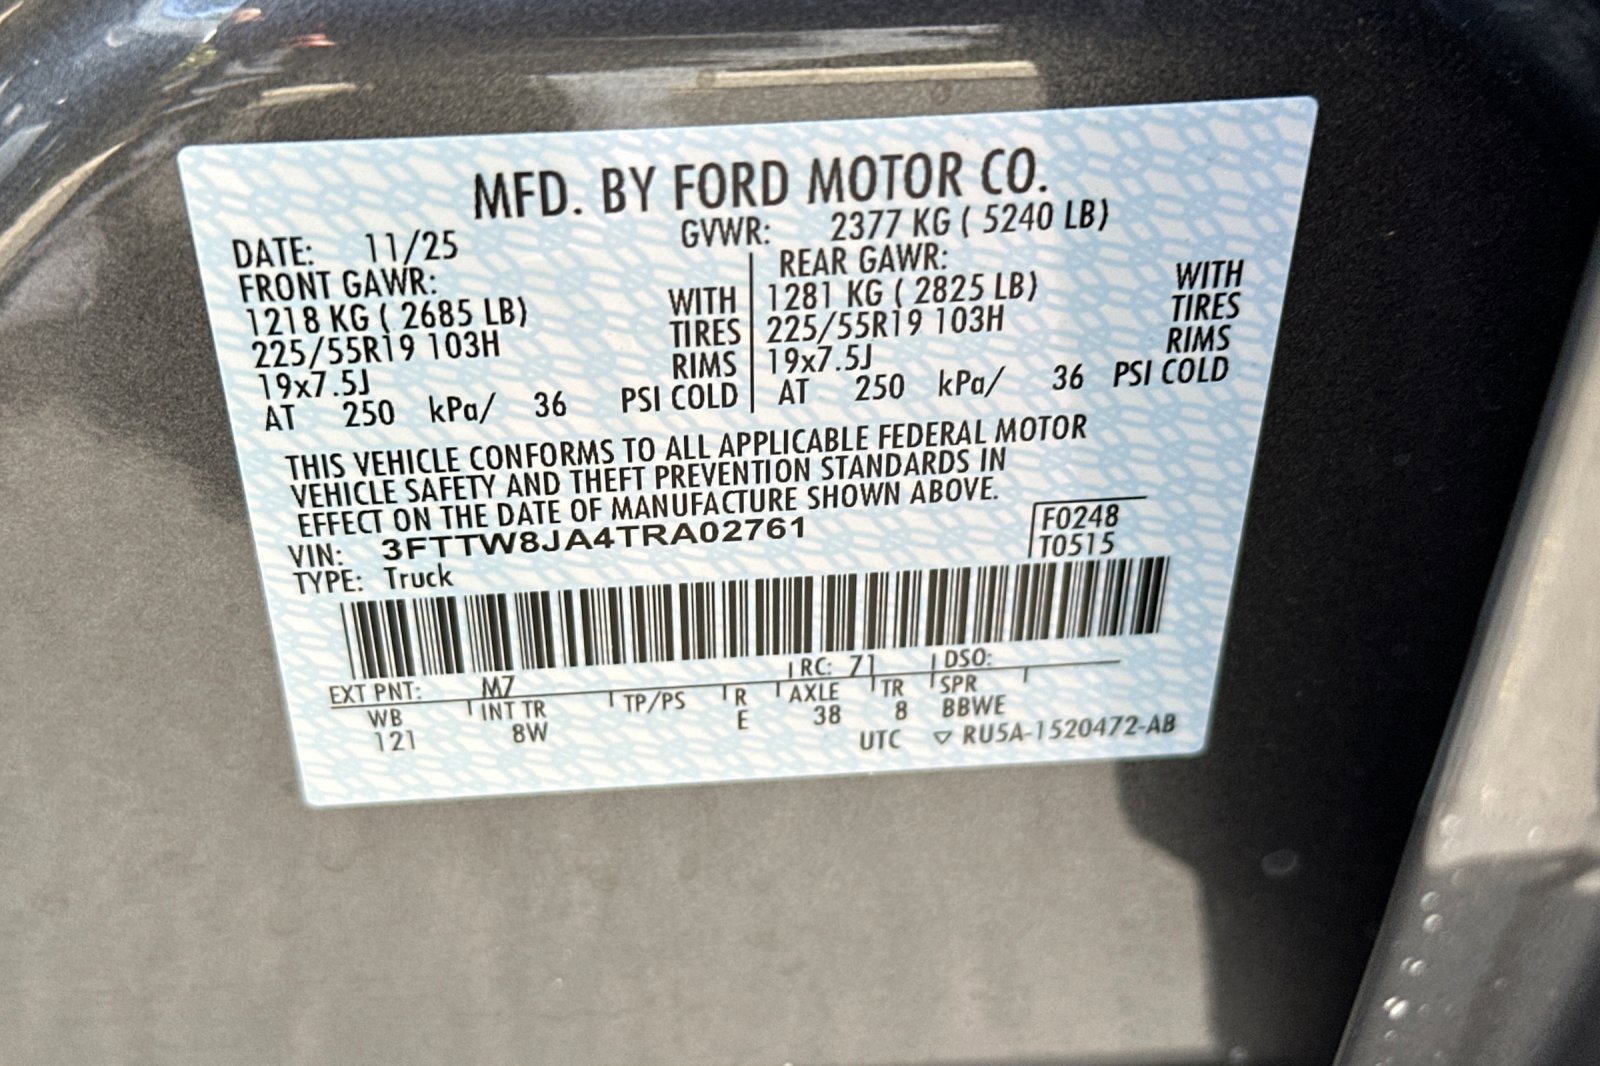 MFD. BY FORD MOTOR CO.
DATE: 11/25 GVWR: 2377 KG ( 5240 LB)
FRONT GAWR: REAR GAWR:
1218 KG ( 2685 LB) WITH 1281 KG ( 2825 LB) WITH
225/55R19 103H TIRES 225/55R19 103H TIRES
19x7.5J RIMS 19x7.5J RIMS
AT 250 kPa/ 36 PSI COLD AT 250 kPa/ 36 PSI COLD
THIS VEHICLE CONFORMS TO ALL APPLICABLE FEDERAL MOTOR
VEHICLE SAFETY AND THEFT PREVENTION STANDARDS IN
EFFECT ON THE DATE OF MANUFACTURE SHOWN ABOVE.
VIN: 3FTTW8JA4TRA02761 F0248
TYPE: Truck T0515
EXT PNT: M7 RC: 71 DSO:
WB INT TR TP/PS R AXLE TR SPR
121 8W E 38 8 BBWE
UTC ▽ RU5A-1520472-AB